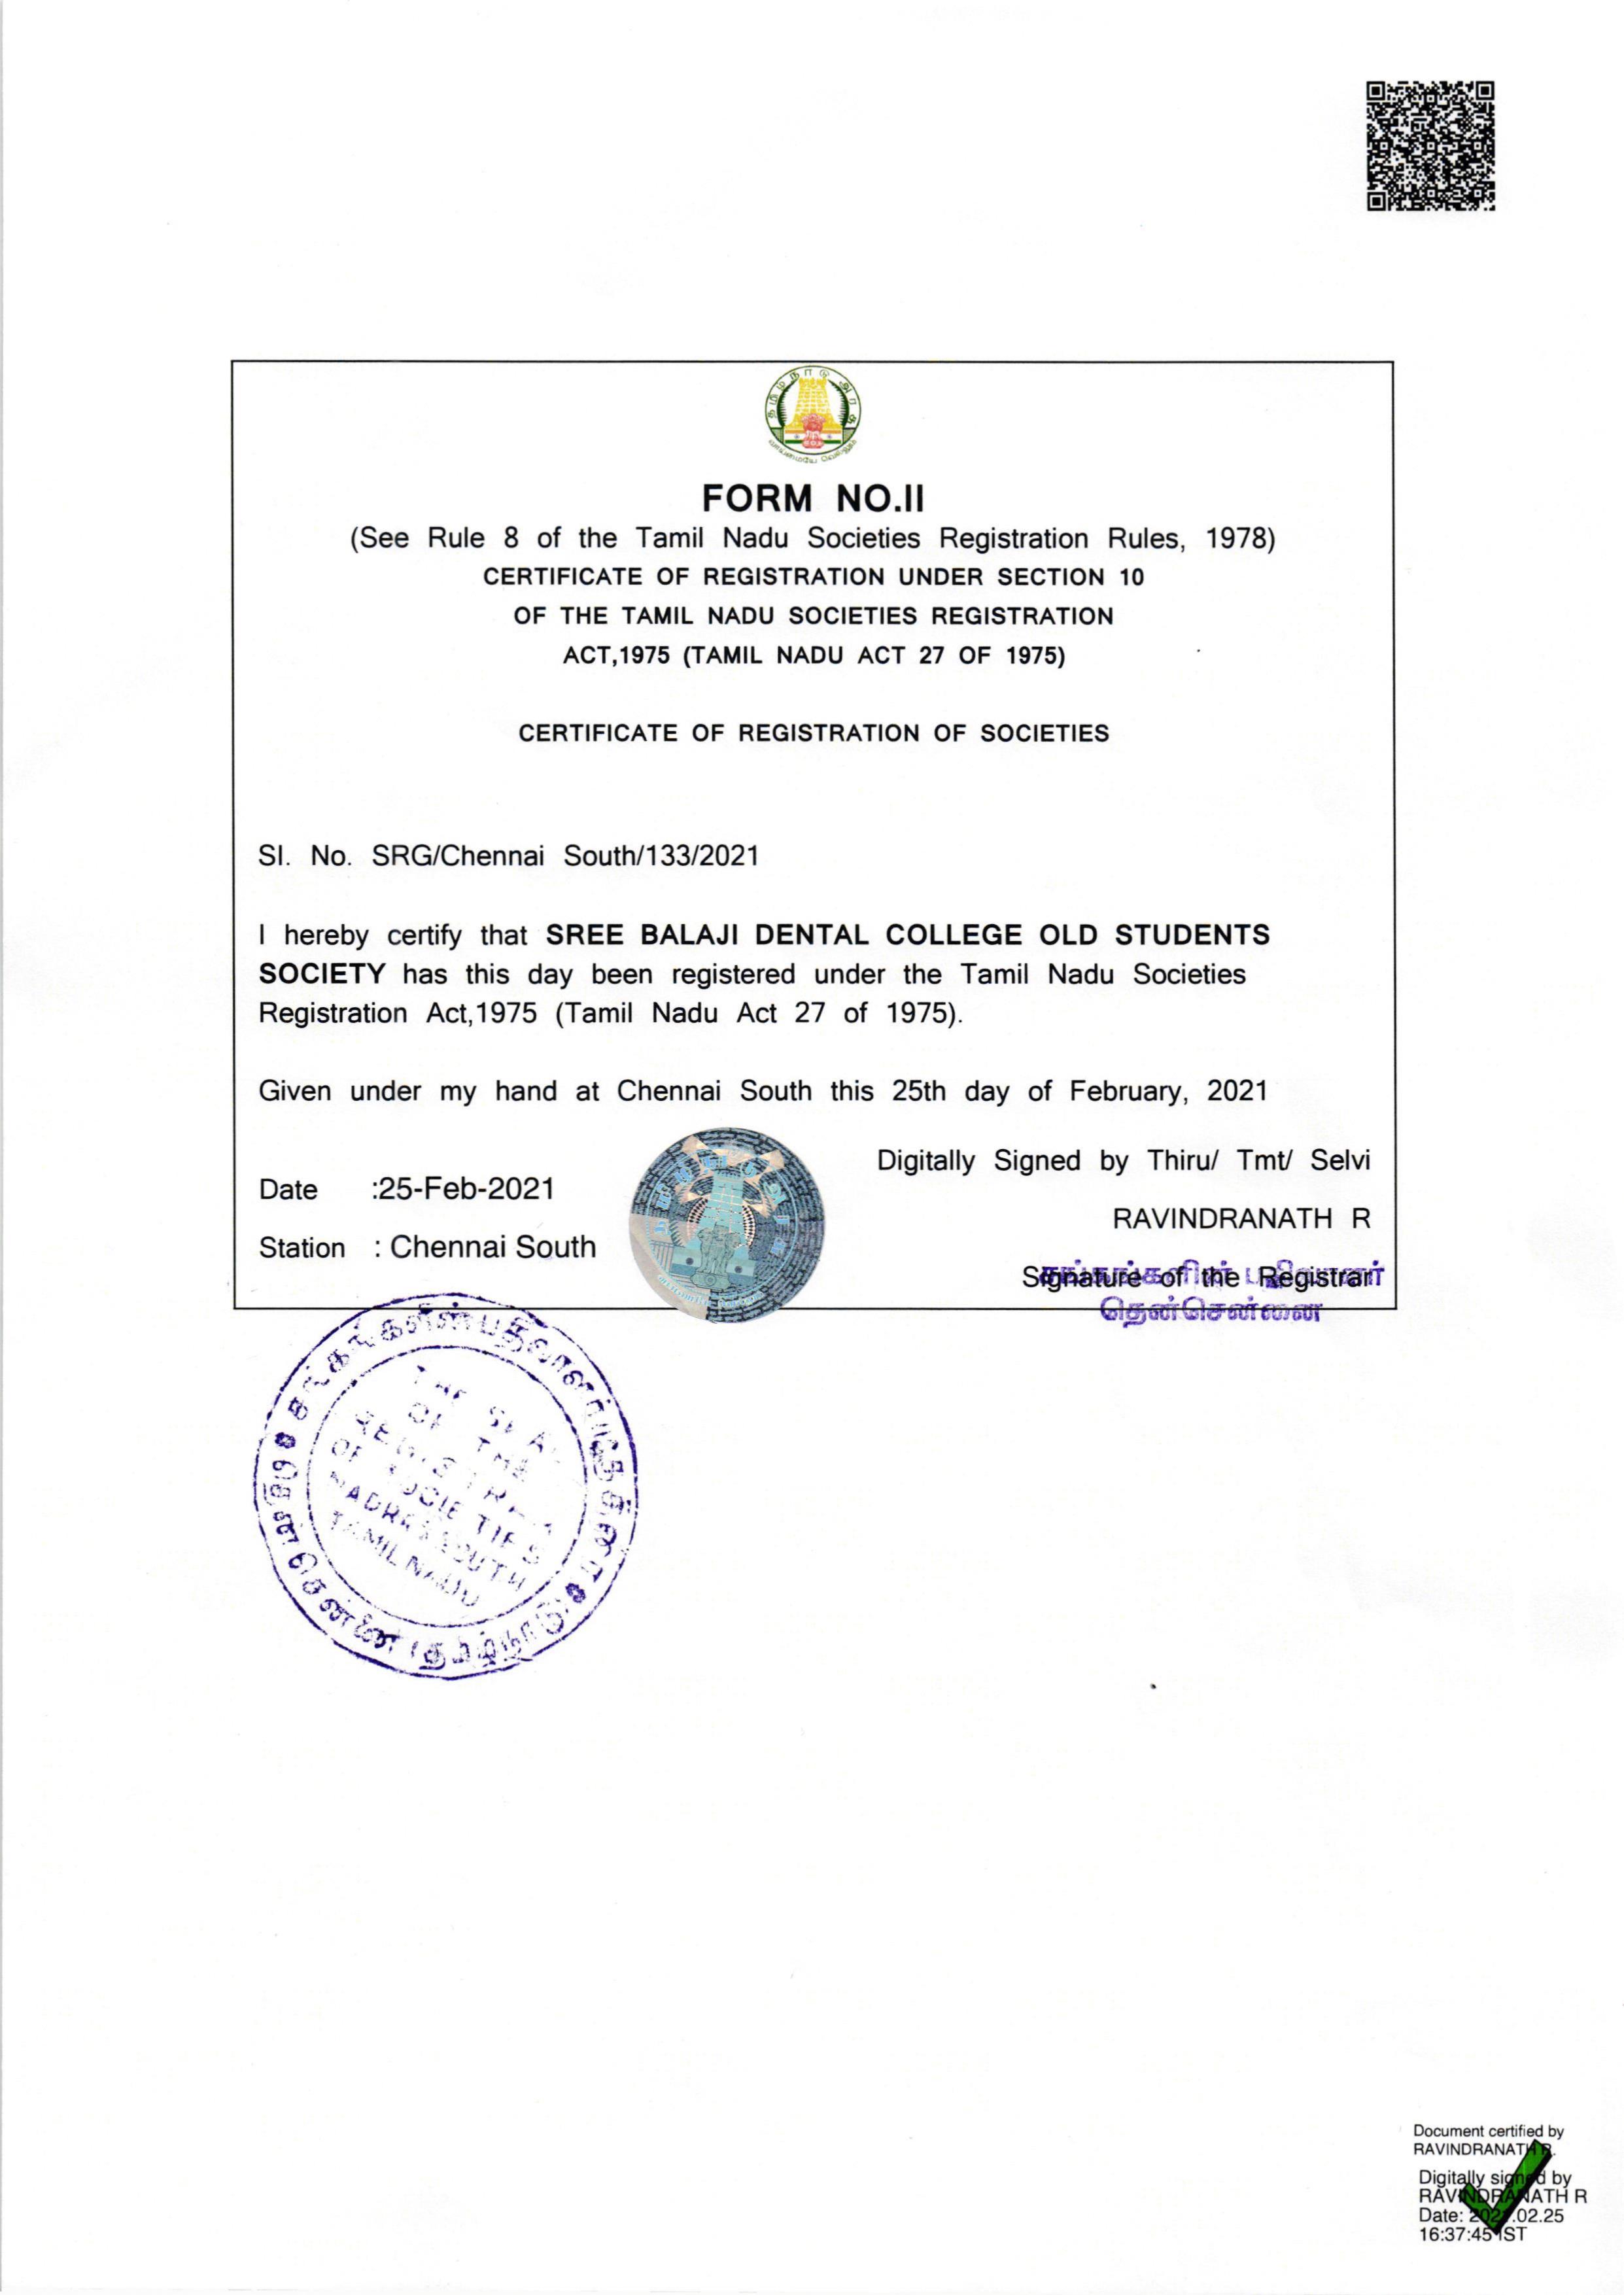 தமிழ்நாடு அரசு
வாய்மையே வெல்லும்
FORM NO.II
(See Rule 8 of the Tamil Nadu Societies Registration Rules, 1978)
CERTIFICATE OF REGISTRATION UNDER SECTION 10
OF THE TAMIL NADU SOCIETIES REGISTRATION
ACT,1975 (TAMIL NADU ACT 27 OF 1975)
CERTIFICATE OF REGISTRATION OF SOCIETIES
Sl. No. SRG/Chennai South/133/2021
I hereby certify that SREE BALAJI DENTAL COLLEGE OLD STUDENTS
SOCIETY has this day been registered under the Tamil Nadu Societies
Registration Act,1975 (Tamil Nadu Act 27 of 1975).
Given under my hand at Chennai South this 25th day of February, 2021
Digitally Signed by Thiru/ Tmt/ Selvi
Date :25-Feb-2021
RAVINDRANATH R
Station : Chennai South
Signature of the Registrar
சங்கங்களின் பதிவாளர்
தென்சென்னை
THE SEAL
OF THE
REGISTRAR
OF SOCIETIES
MADRAS SOUTH
TAMIL NADU
Document certified by
RAVINDRANATH R.
Digitally signed by
RAVINDRANATH R
Date: 2021.02.25
16:37:45 IST